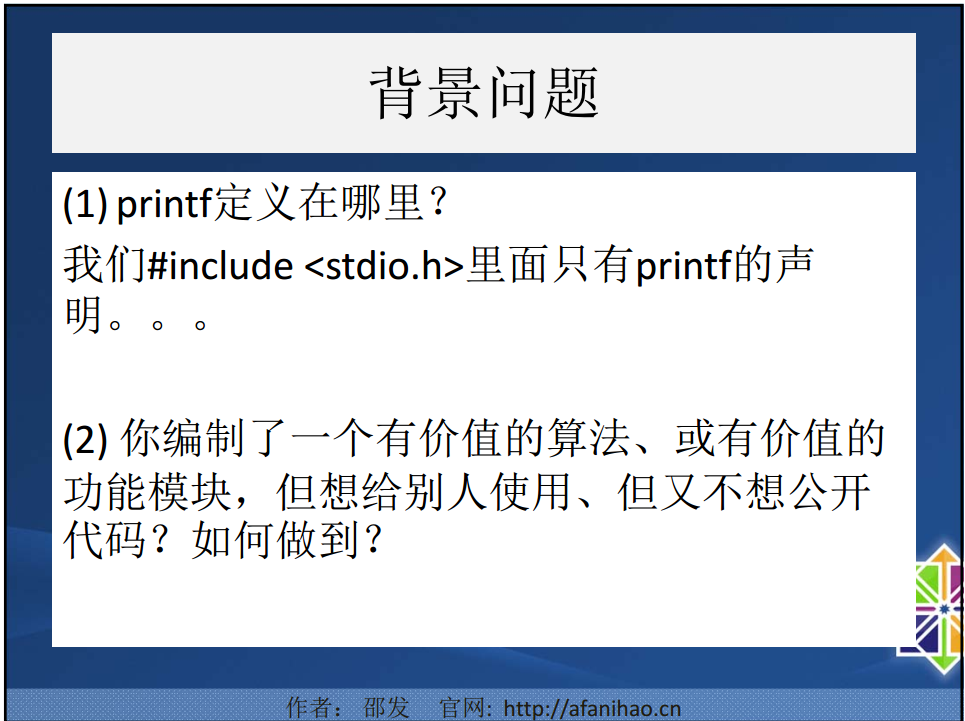 背景问题
(1) printf定义在哪里？
我们#include <stdio.h>里面只有printf的声
明。。。
(2) 你编制了一个有价值的算法、或有价值的
功能模块，但想给别人使用、但又不想公开
代码？如何做到？
作者： 邵发 官网: http://afanihao.cn